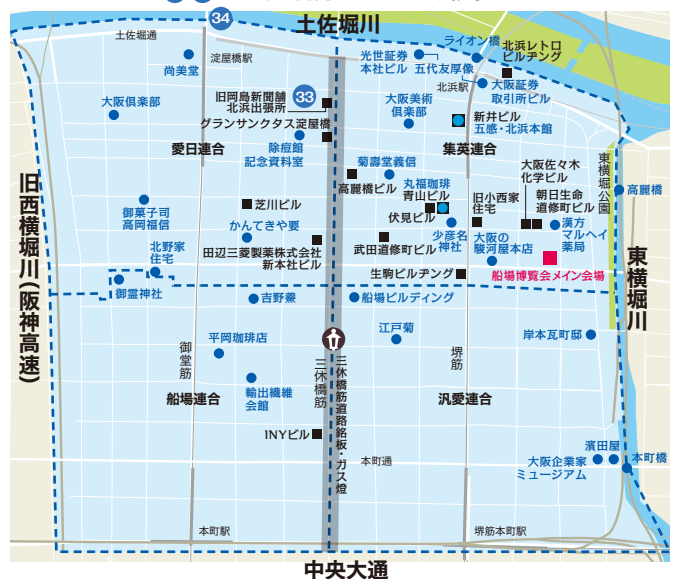 34
土佐堀川
土佐堀通
尚美堂
淀屋橋駅
光世証券
本社ビル
五代友厚像
ライオン橋
北浜レトロ
ビルヂング
北浜駅
大阪証券
取引所ビル
33
旧岡島新聞舗
北浜出張所
大阪倶楽部
グランサンクタス淀屋橋
大阪美術
倶楽部
新井ビル
五感・北浜本館
愛日連合
除痘館
記念資料室
菊壽堂義信
集英連合
大阪佐々木
化学ビル
東横堀公園
高麗橋ビル
丸福珈琲
青山ビル
旧小西家
住宅
朝日生命
道修町ビル
高麗橋
旧西横堀川(阪神高速)
御菓子司
高岡福信
芝川ビル
伏見ビル
かんてきや要
少彦名
神社
漢方
マルヘイ
薬局
北野家
住宅
田辺三菱製薬株式会社
新本社ビル
武田道修町ビル
大阪の
駿河屋本店
東横堀川
生駒ビルヂング
船場博覧会メイン会場
御霊神社
吉野鮨
船場ビルディング
江戸菊
岸本瓦町邸
平岡珈琲店
御堂筋
三休橋筋
三休橋筋道路銘板・ガス燈
堺筋
輸出繊維
会館
船場連合
汎愛連合
INYビル
本町通
濱田屋
大阪企業家
ミュージアム
本町橋
本町駅
堺筋本町駅
中央大通